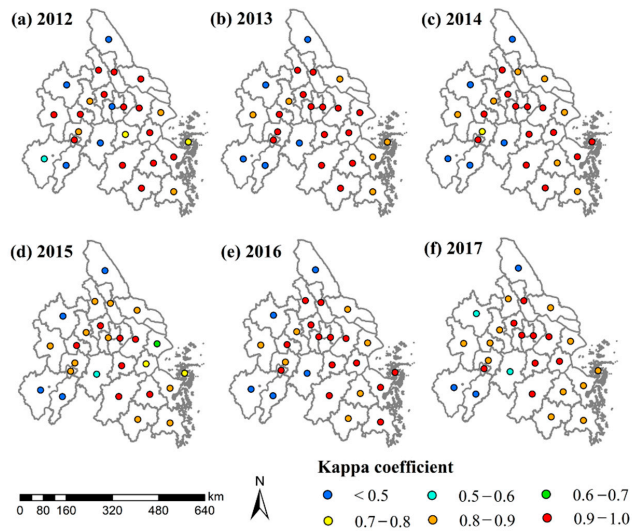 (a) 2012
(b) 2013
(c) 2014
(d) 2015
(e) 2016
(f) 2017
Kappa coefficient
< 0.5
0.5−0.6
0.6−0.7
0.7−0.8
0.8−0.9
0.9−1.0
N
km
0 40 80 160 320 480 640